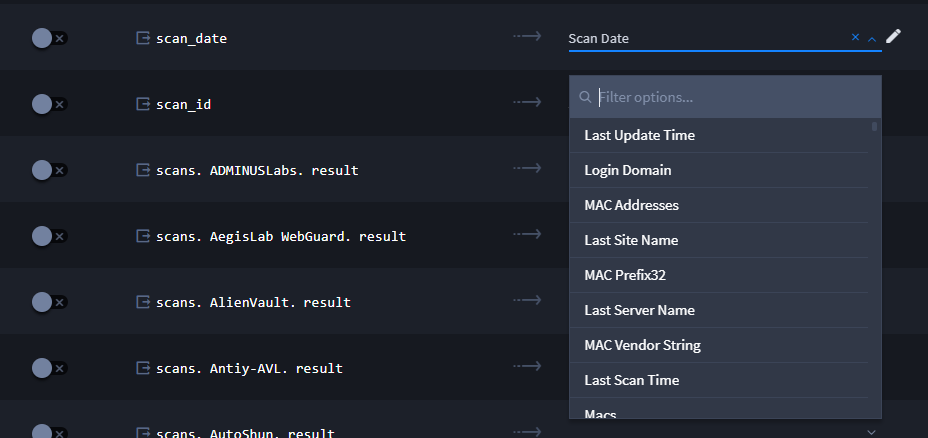 scan_date
Scan Date
scan_id
Filter options...
Last Update Time
Login Domain
scans. ADMINUSLabs. result
MAC Addresses
scans. AegisLab WebGuard. result
Last Site Name
MAC Prefix32
scans. AlienVault. result
Last Server Name
MAC Vendor String
scans. Antiy-AVL. result
Last Scan Time
Macs
scans. AutoShun. result